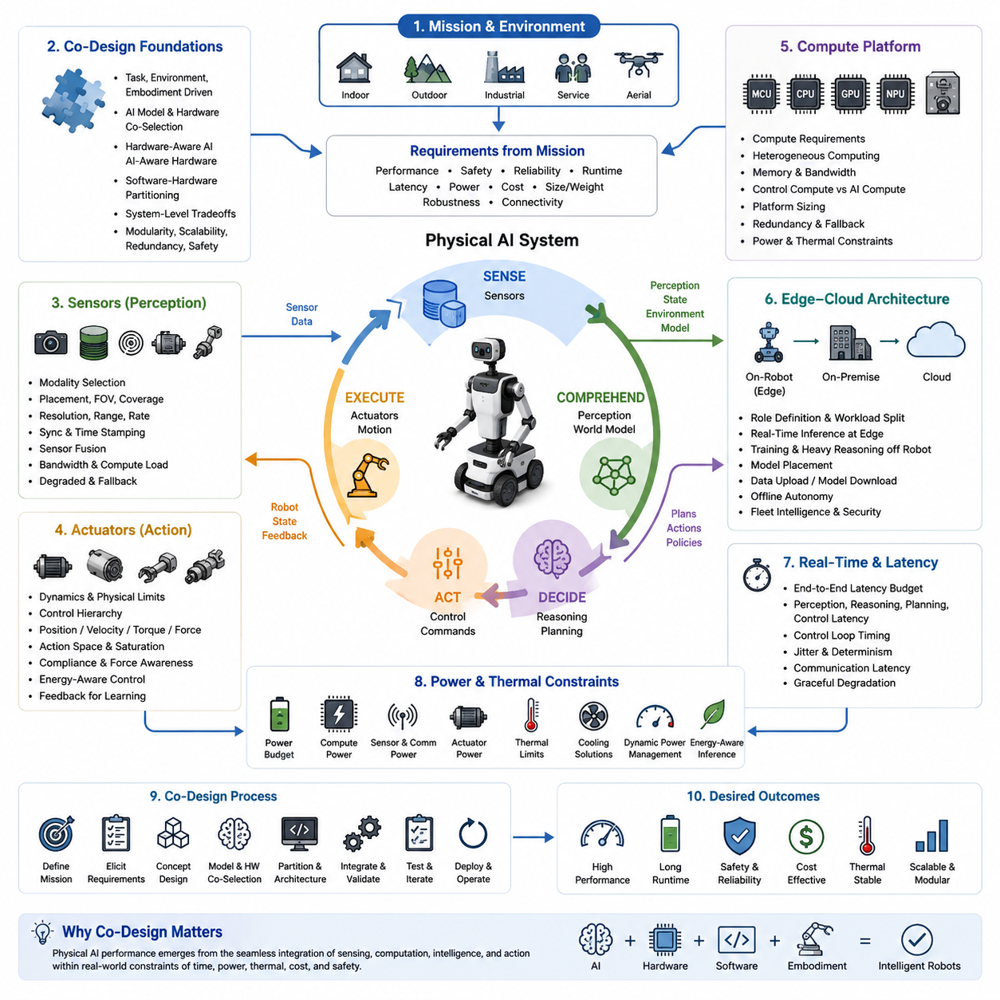 1. Mission & Environment
Indoor
Outdoor
Industrial
Service
Aerial
2. Co-Design Foundations
• Task, Environment,
Embodiment Driven
• AI Model & Hardware
Co-Selection
• Hardware-Aware AI
AI-Aware Hardware
• Software-Hardware
Partitioning
• System-Level Tradeoffs
• Modularity, Scalability,
Redundancy, Safety
Requirements from Mission
Performance • Safety • Reliability • Runtime
Latency • Power • Cost • Size/Weight
Robustness • Connectivity
5. Compute Platform
MCU
CPU
GPU
NPU
• Compute Requirements
• Heterogeneous Computing
• Memory & Bandwidth
• Control Compute vs AI Compute
• Platform Sizing
• Redundancy & Fallback
• Power & Thermal Constraints
Physical AI System
SENSE
Sensors
COMPREHEND
Perception
World Model
DECIDE
Reasoning
Planning
ACT
Control
Commands
EXECUTE
Actuators
Motion
Sensor
Data
Perception
State
Environment
Model
Robot
State
Feedback
Plans
Actions
Policies
3. Sensors (Perception)
• Modality Selection
• Placement, FOV, Coverage
• Resolution, Range, Rate
• Sync & Time Stamping
• Sensor Fusion
• Bandwidth & Compute Load
• Degraded & Fallback
6. Edge–Cloud Architecture
On-Robot
(Edge)
On-Premise
Cloud
• Role Definition & Workload Split
• Real-Time Inference at Edge
• Training & Heavy Reasoning off Robot
• Model Placement
• Data Upload / Model Download
• Offline Autonomy
• Fleet Intelligence & Security
4. Actuators (Action)
• Dynamics & Physical Limits
• Control Hierarchy
• Position / Velocity / Torque / Force
• Action Space & Saturation
• Compliance & Force Awareness
• Energy-Aware Control
• Feedback for Learning
7. Real-Time & Latency
• End-to-End Latency Budget
• Perception, Reasoning, Planning,
Control Latency
• Control Loop Timing
• Jitter & Determinism
• Communication Latency
• Graceful Degradation
8. Power & Thermal Constraints
Power
Budget
Compute
Power
Sensor & Comm
Power
Actuator
Power
Thermal
Limits
Cooling
Solutions
Dynamic Power
Management
Energy-Aware
Inference
9. Co-Design Process
Define
Mission
Elicit
Requirements
Concept
Design
Model & HW
Co-Selection
Partition &
Architecture
Integrate &
Validate
Test &
Iterate
Deploy &
Operate
10. Desired Outcomes
High
Performance
Long
Runtime
Safety &
Reliability
Cost
Effective
Thermal
Stable
Scalable &
Modular
Why Co-Design Matters
Physical AI performance emerges from the seamless integration of sensing, computation, intelligence, and action
within real-world constraints of time, power, thermal, cost, and safety.
AI + Hardware + Software + Embodiment = Intelligent Robots